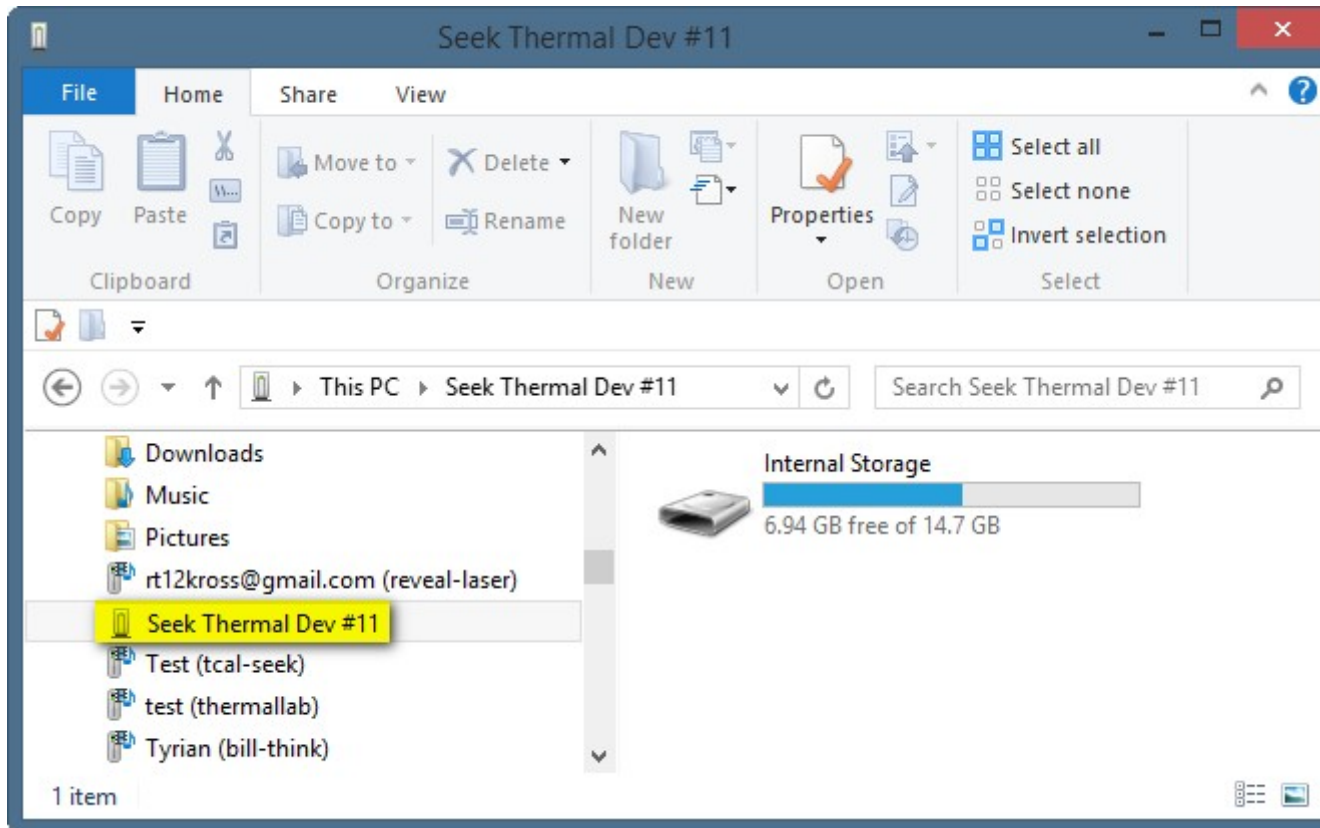 Seek Thermal Dev #11
File Home Share View
Copy
Paste
Clipboard
Move to
Copy to
Delete
Rename
Organize
New
folder
New
Properties
Open
Select all
Select none
Invert selection
Select
This PC Seek Thermal Dev #11
Search Seek Thermal Dev #11
Downloads
Music
Pictures
rt12kross@gmail.com (reveal-laser)
Seek Thermal Dev #11
Test (tcal-seek)
test (thermallab)
Tyrian (bill-think)
Internal Storage
6.94 GB free of 14.7 GB
1 item